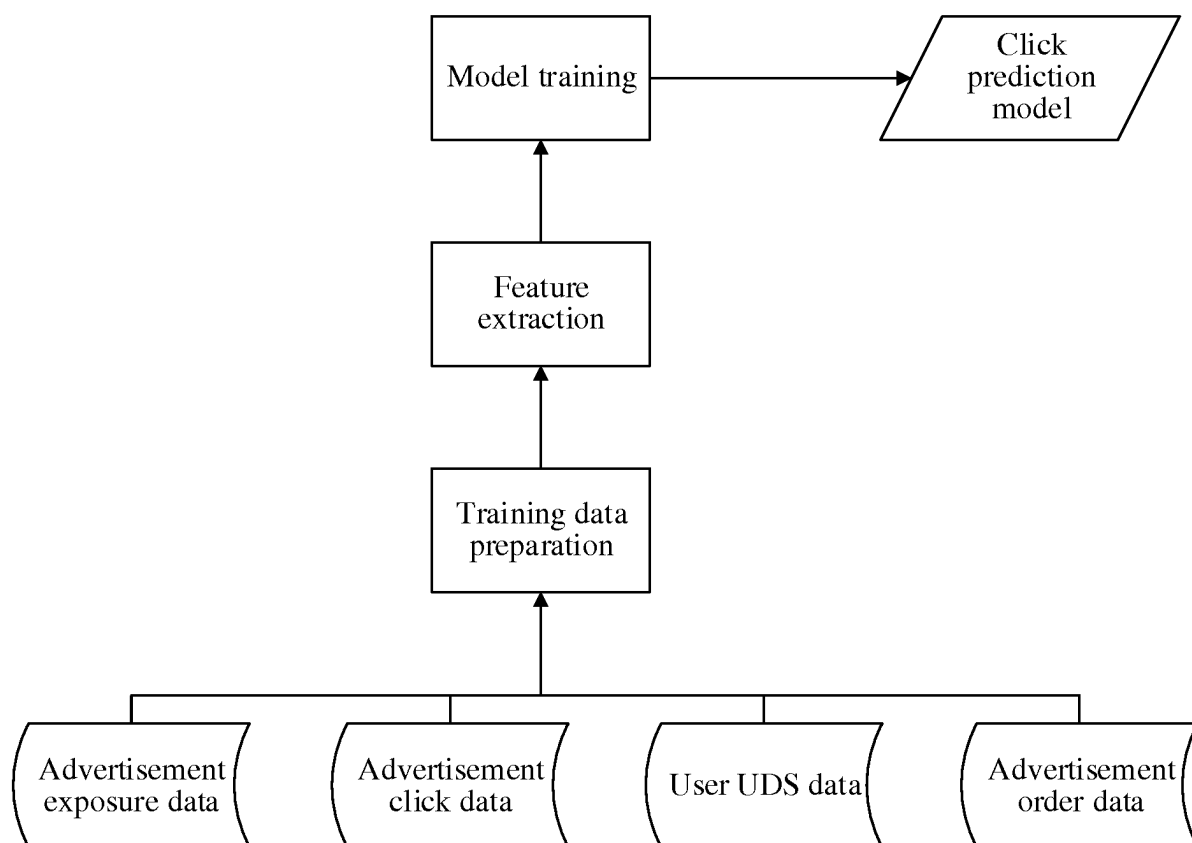 Model training
Click
prediction
model
Feature
extraction
Training data
preparation
Advertisement
exposure data
Advertisement
click data
User UDS data
Advertisement
order data